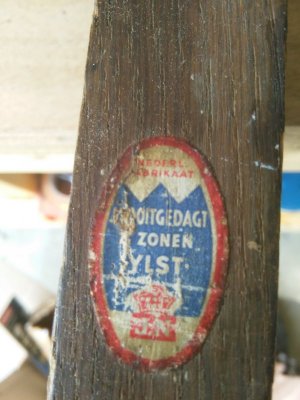 NEDERL.
FABRIKAAT
NOOITGEDAGT
ZONEN
YLST.